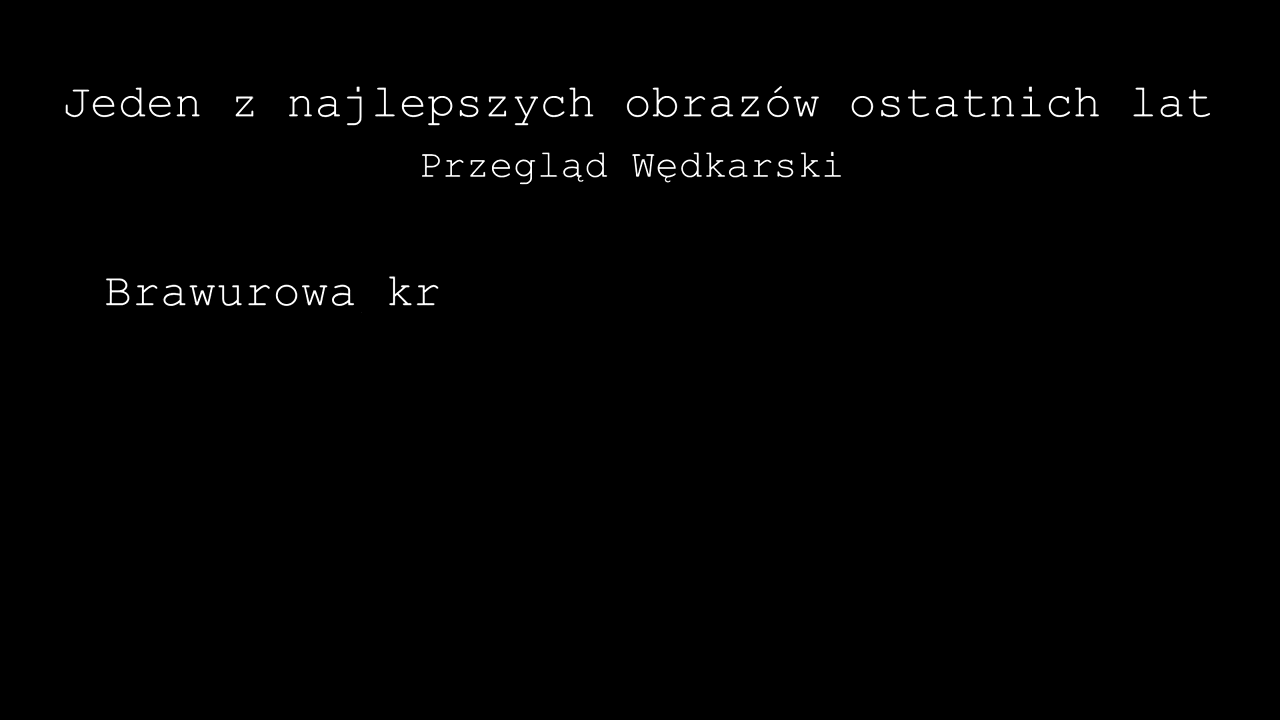 Jeden z najlepszych obrazów ostatnich lat
Przegląd Wędkarski
Brawurowa kr